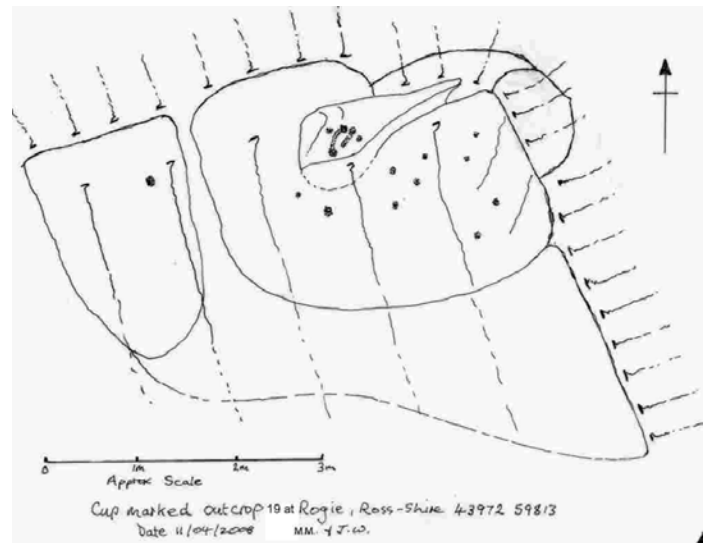 0 1m 2m 3m
Approx Scale
Cup marked outcrop 19 at Rogie, Ross-Shire 43972 59813
Date 11/04/2008 MM. & J.W.